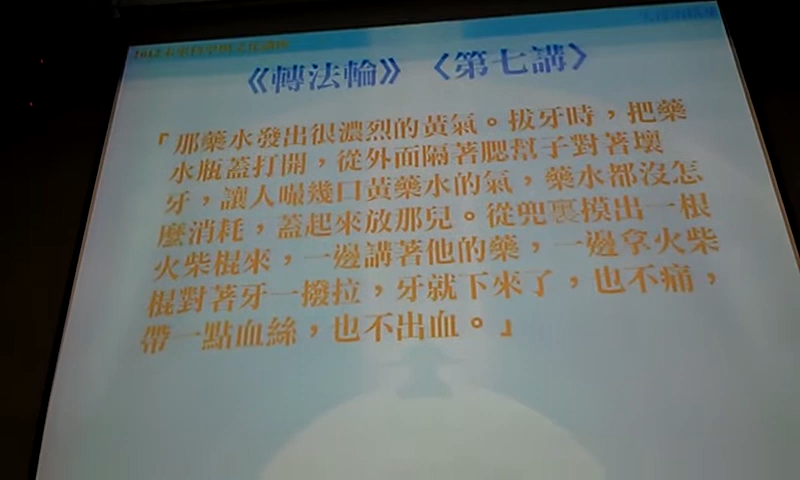 《轉法輪》〈第七講〉
「那藥水發出很濃烈的黃氣。拔牙時，把藥
水瓶蓋打開，從外面隔著腮幫子對著壞
牙，讓人嘬幾口黃藥水的氣，藥水都沒怎
麼消耗，蓋起來放那兒。從兜裏摸出一根
火柴棍來，一邊講著他的藥，一邊拿火柴
棍對著牙一撥拉，牙就下來了，也不痛，
帶一點血絲，也不出血。」